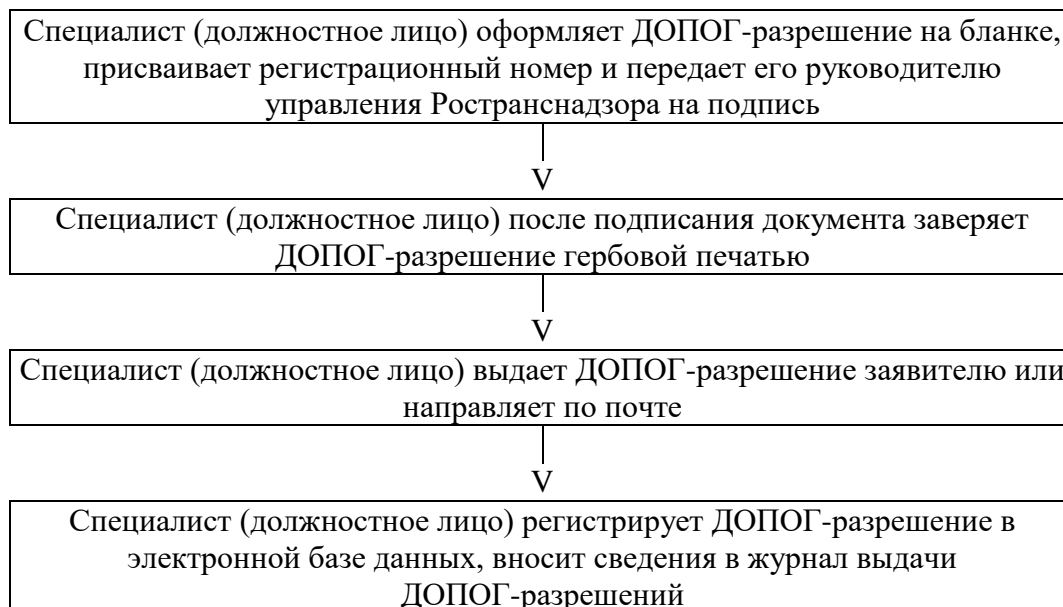 Специалист (должностное лицо) оформляет ДОПОГ-разрешение на бланке,
присваивает регистрационный номер и передает его руководителю
управления Ространснадзора на подпись
V
Специалист (должностное лицо) после подписания документа заверяет
ДОПОГ-разрешение гербовой печатью
V
Специалист (должностное лицо) выдает ДОПОГ-разрешение заявителю или
направляет по почте
V
Специалист (должностное лицо) регистрирует ДОПОГ-разрешение в
электронной базе данных, вносит сведения в журнал выдачи
ДОПОГ-разрешений